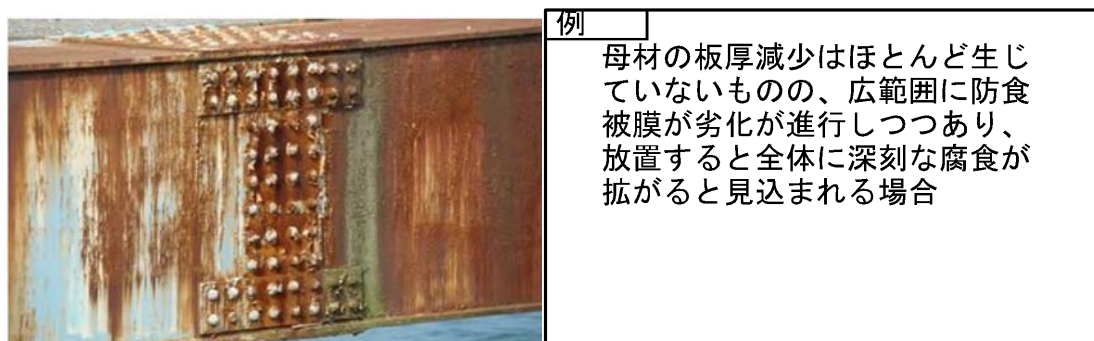 例
母材の板厚減少はほとんど生じ
ていないものの、広範囲に防食
被膜が劣化が進行しつつあり、
放置すると全体に深刻な腐食が
拡がると見込まれる場合